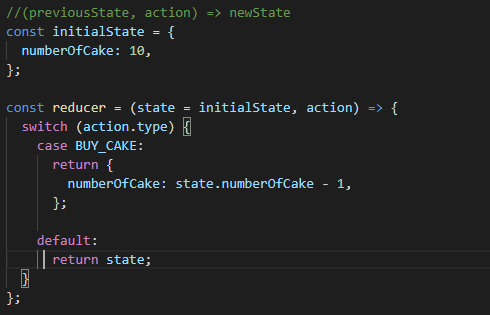 //(previousState, action) => newState
const initialState = {
  numberOfCake: 10,
};

const reducer = (state = initialState, action) => {
  switch (action.type) {
    case BUY_CAKE:
      return {
        numberOfCake: state.numberOfCake - 1,
      };

    default:
      return state;
  }
};